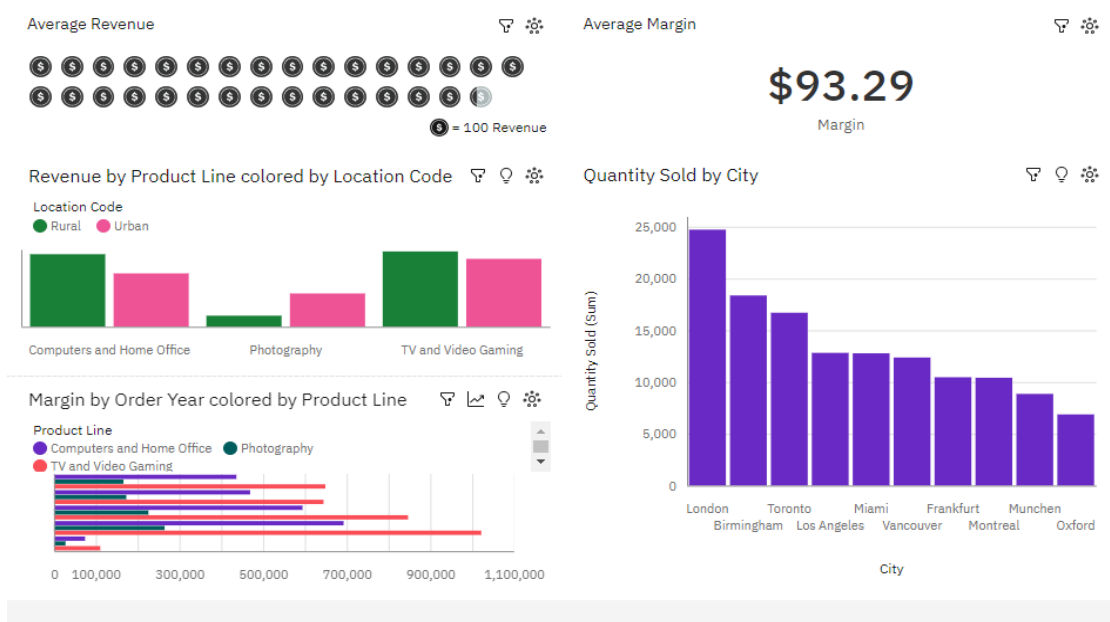 Average Revenue
= 100 Revenue
Average Margin
$93.29
Margin
Revenue by Product Line colored by Location Code
Location Code
Rural Urban
Computers and Home Office Photography TV and Video Gaming
Margin by Order Year colored by Product Line
Product Line
Computers and Home Office Photography
TV and Video Gaming
0 100,000 300,000 500,000 700,000 900,000 1,100,000
Quantity Sold by City
Quantity Sold (Sum)
25,000
20,000
15,000
10,000
5,000
0
London Toronto Miami Frankfurt Munchen
Birmingham Los Angeles Vancouver Montreal Oxford
City